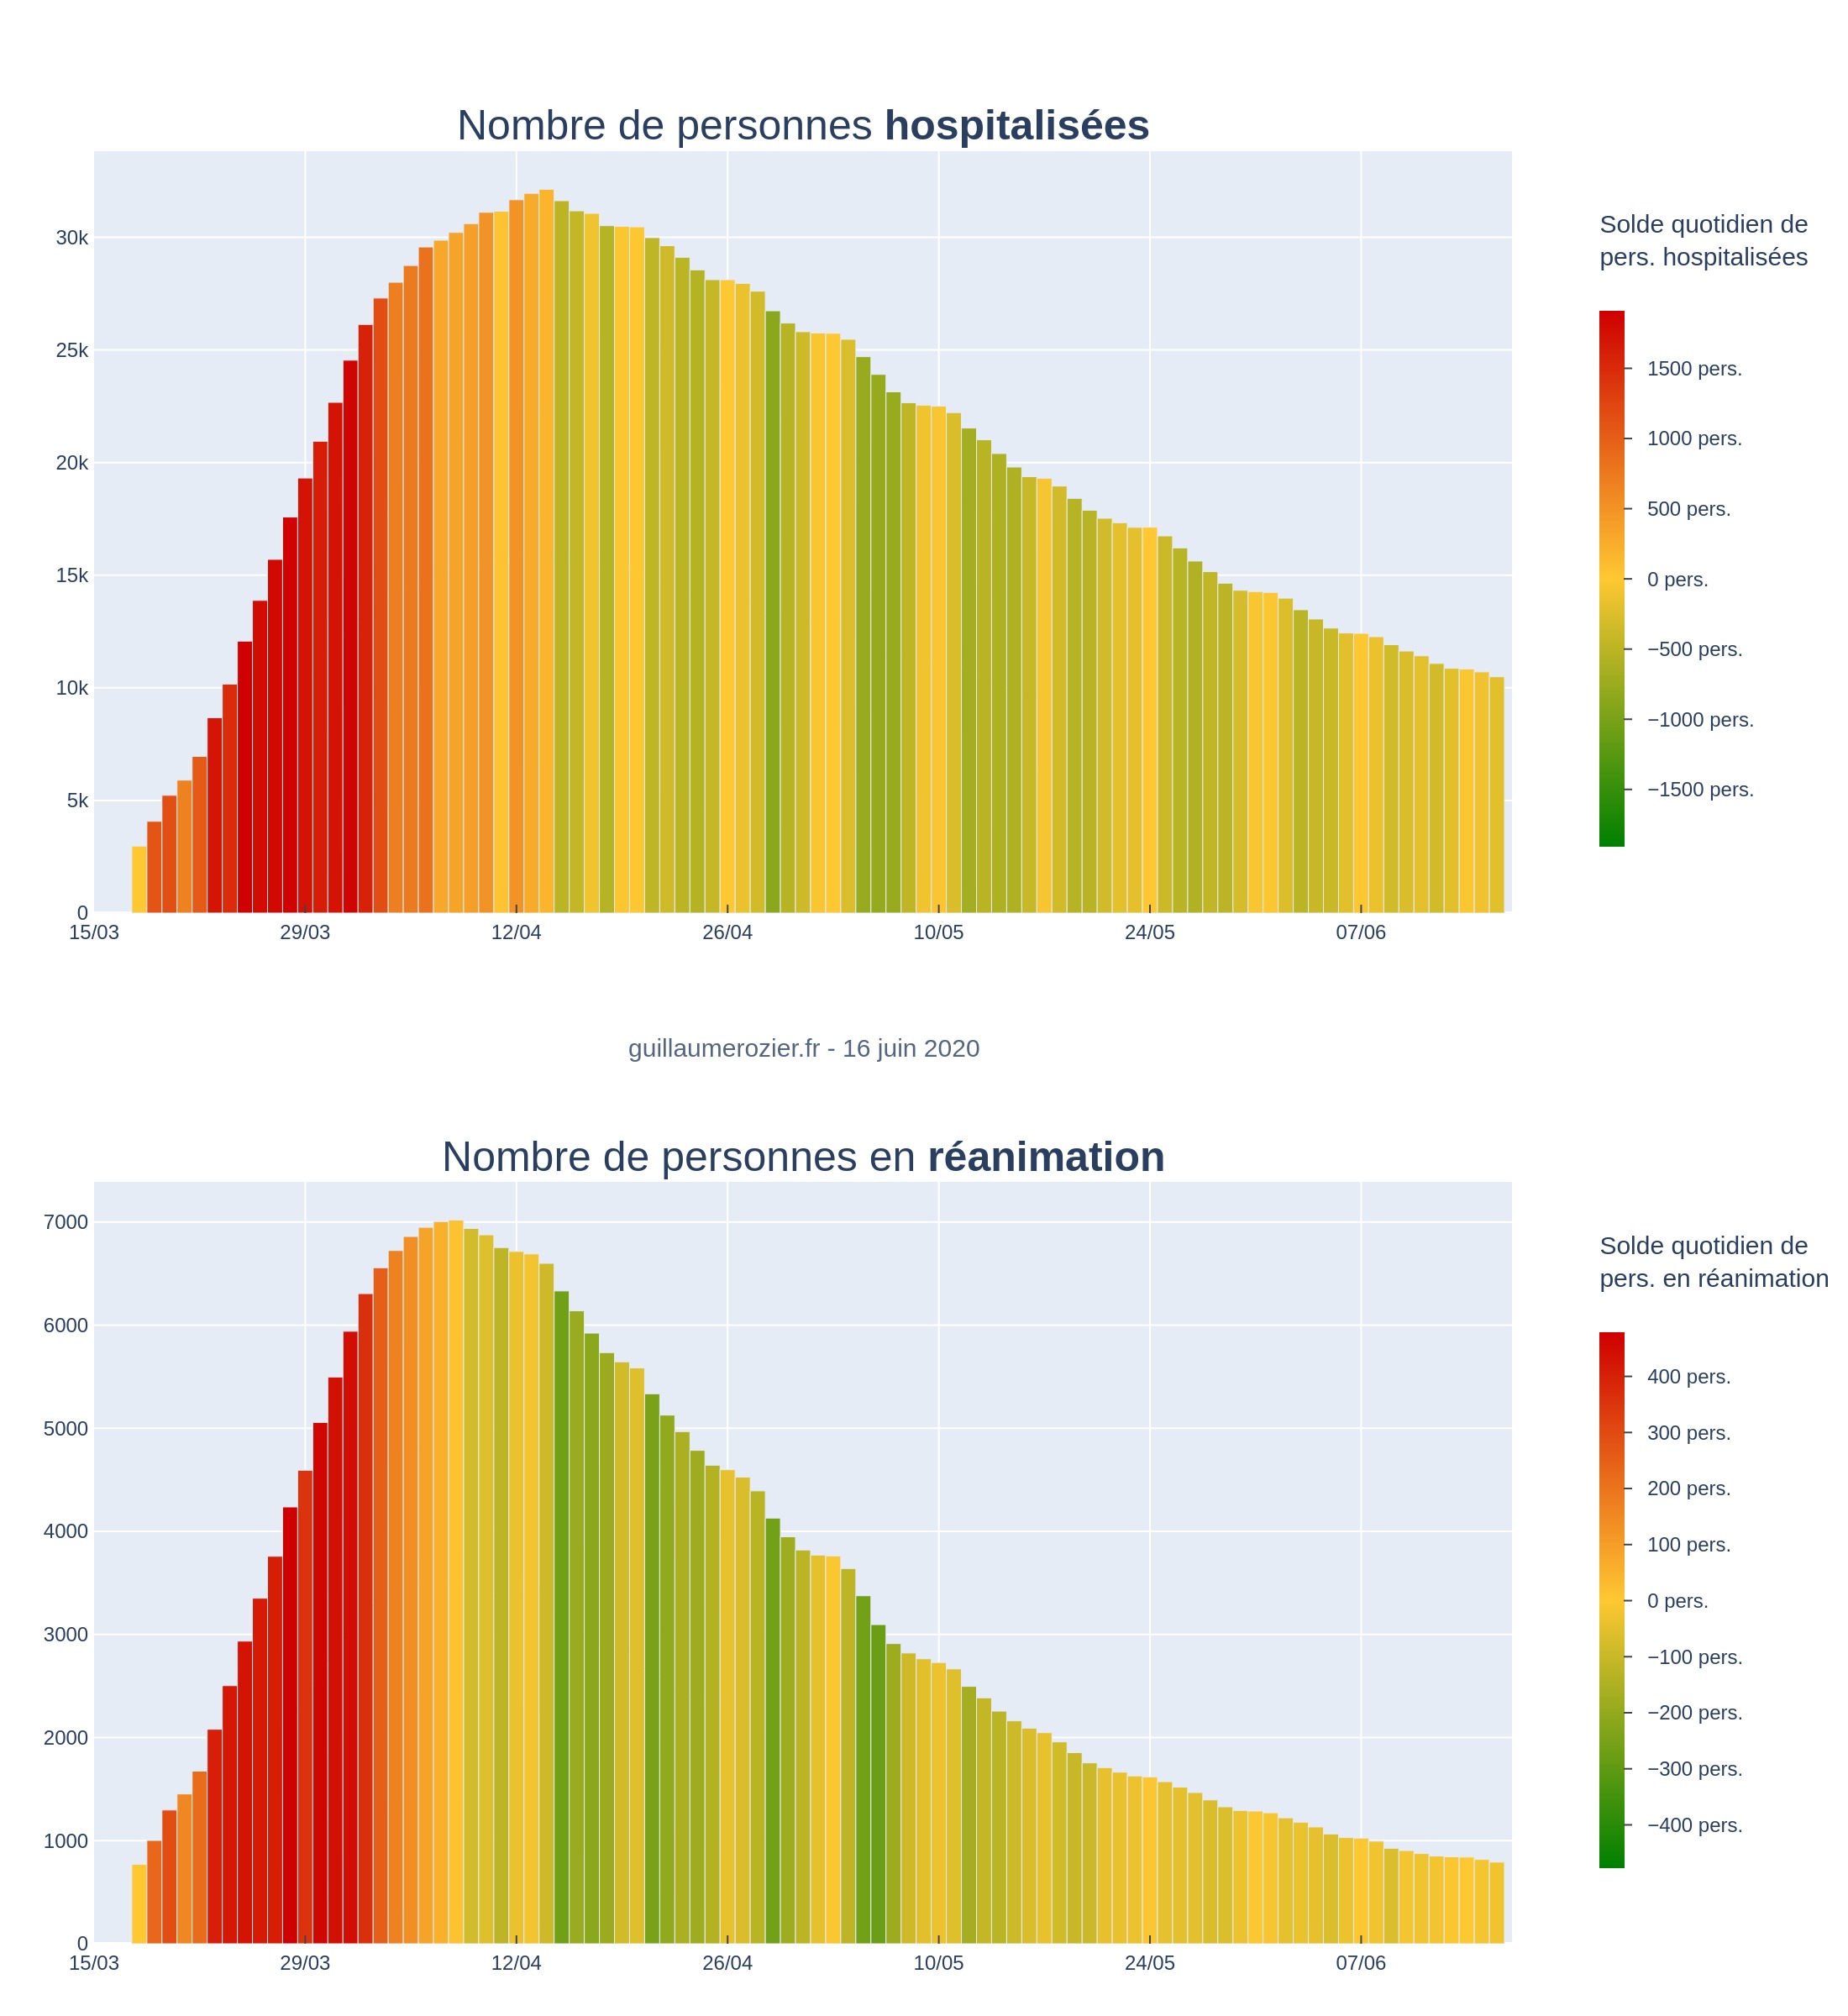 Nombre de personnes hospitalisées
Solde quotidien de
pers. hospitalisées
30k
25k
20k
15k
10k
5k
0
1500 pers.
1000 pers.
500 pers.
0 pers.
−500 pers.
−1000 pers.
−1500 pers.
15/03 29/03 12/04 26/04 10/05 24/05 07/06
guillaumerozier.fr - 16 juin 2020
Nombre de personnes en réanimation
Solde quotidien de
pers. en réanimation
7000
6000
5000
4000
3000
2000
1000
0
400 pers.
300 pers.
200 pers.
100 pers.
0 pers.
−100 pers.
−200 pers.
−300 pers.
−400 pers.
15/03 29/03 12/04 26/04 10/05 24/05 07/06